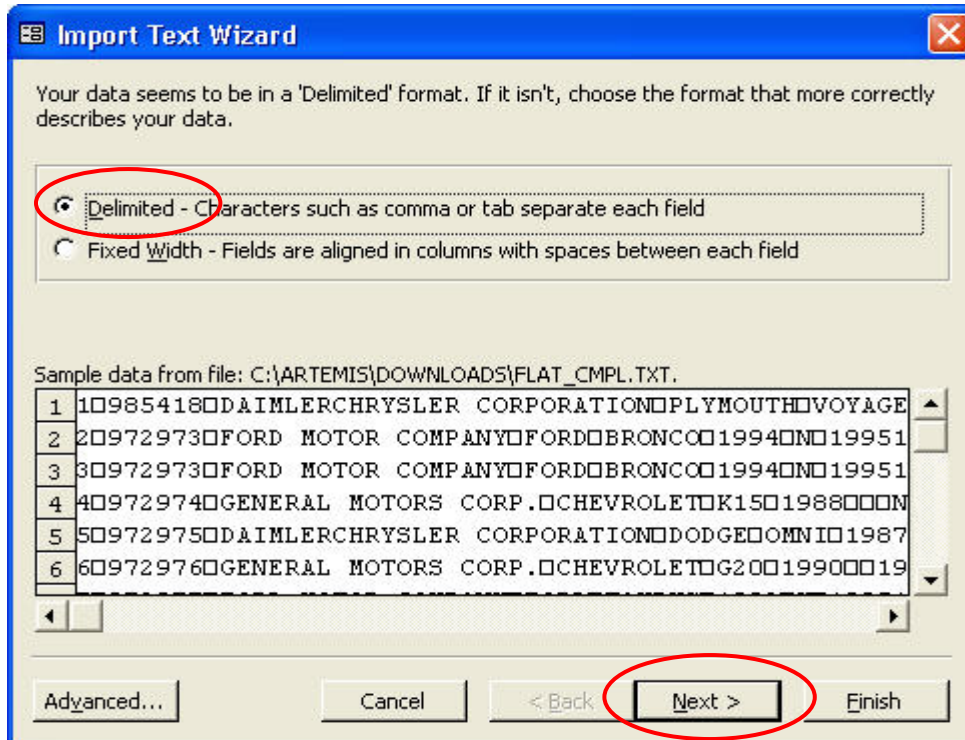 Import Text Wizard
Your data seems to be in a 'Delimited' format. If it isn't, choose the format that more correctly
describes your data.
Delimited - Characters such as comma or tab separate each field
Fixed Width - Fields are aligned in columns with spaces between each field
Sample data from file: C:\ARTEMIS\DOWNLOADS\FLAT_CMPL.TXT.
1 1□985418□DAIMLERCHRYSLER CORPORATION□PLYMOUTH□VOYAGE
2 2□972973□FORD MOTOR COMPANY□FORD□BRONCO□1994□N□19951
3 3□972973□FORD MOTOR COMPANY□FORD□BRONCO□1994□N□19951
4 4□972974□GENERAL MOTORS CORP.□CHEVROLET□K15□1988□□□N
5 5□972975□DAIMLERCHRYSLER CORPORATION□DODGE□OMNI□1987
6 6□972976□GENERAL MOTORS CORP.□CHEVROLET□G20□1990□□19
Advanced... Cancel < Back Next > Finish